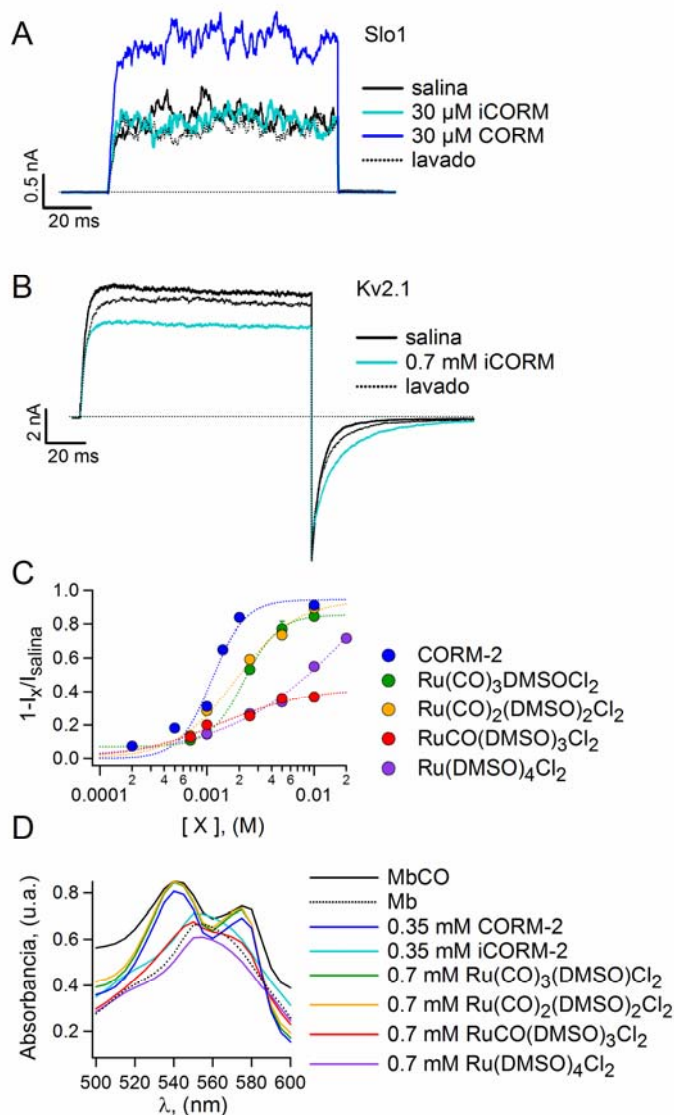 A
Slo1
salina
30 µM iCORM
30 µM CORM
lavado
0.5 nA
20 ms
B
Kv2.1
salina
0.7 mM iCORM
lavado
2 nA
20 ms
C
1-Iₓ/Isalina
1.0
0.8
0.6
0.4
0.2
0.0
2 4 6 2 4 6 2
0.0001 0.001 0.01
[ X ], (M)
CORM-2
Ru(CO)₃DMSOCl₂
Ru(CO)₂(DMSO)₂Cl₂
RuCO(DMSO)₃Cl₂
Ru(DMSO)₄Cl₂
D
Absorbancia, (u.a.)
0.8
0.6
0.4
0.2
500 520 540 560 580 600
λ, (nm)
MbCO
Mb
0.35 mM CORM-2
0.35 mM iCORM-2
0.7 mM Ru(CO)₃(DMSO)Cl₂
0.7 mM Ru(CO)₂(DMSO)₂Cl₂
0.7 mM RuCO(DMSO)₃Cl₂
0.7 mM Ru(DMSO)₄Cl₂